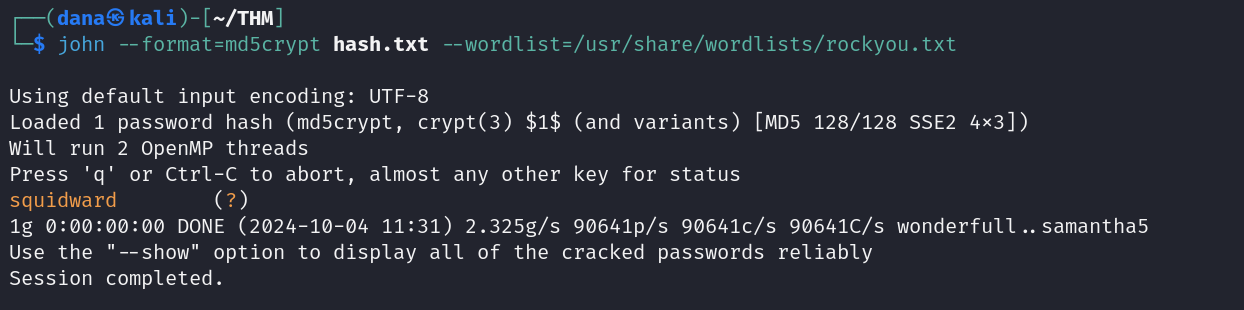 ┌──(dana㉿kali)-[~/THM]
└─$ john --format=md5crypt hash.txt --wordlist=/usr/share/wordlists/rockyou.txt
Using default input encoding: UTF-8
Loaded 1 password hash (md5crypt, crypt(3) $1$ (and variants) [MD5 128/128 SSE2 4×3])
Will run 2 OpenMP threads
Press 'q' or Ctrl-C to abort, almost any other key for status
squidward        (?)
1g 0:00:00:00 DONE (2024-10-04 11:31) 2.325g/s 90641p/s 90641c/s 90641C/s wonderfull..samantha5
Use the "--show" option to display all of the cracked passwords reliably
Session completed.